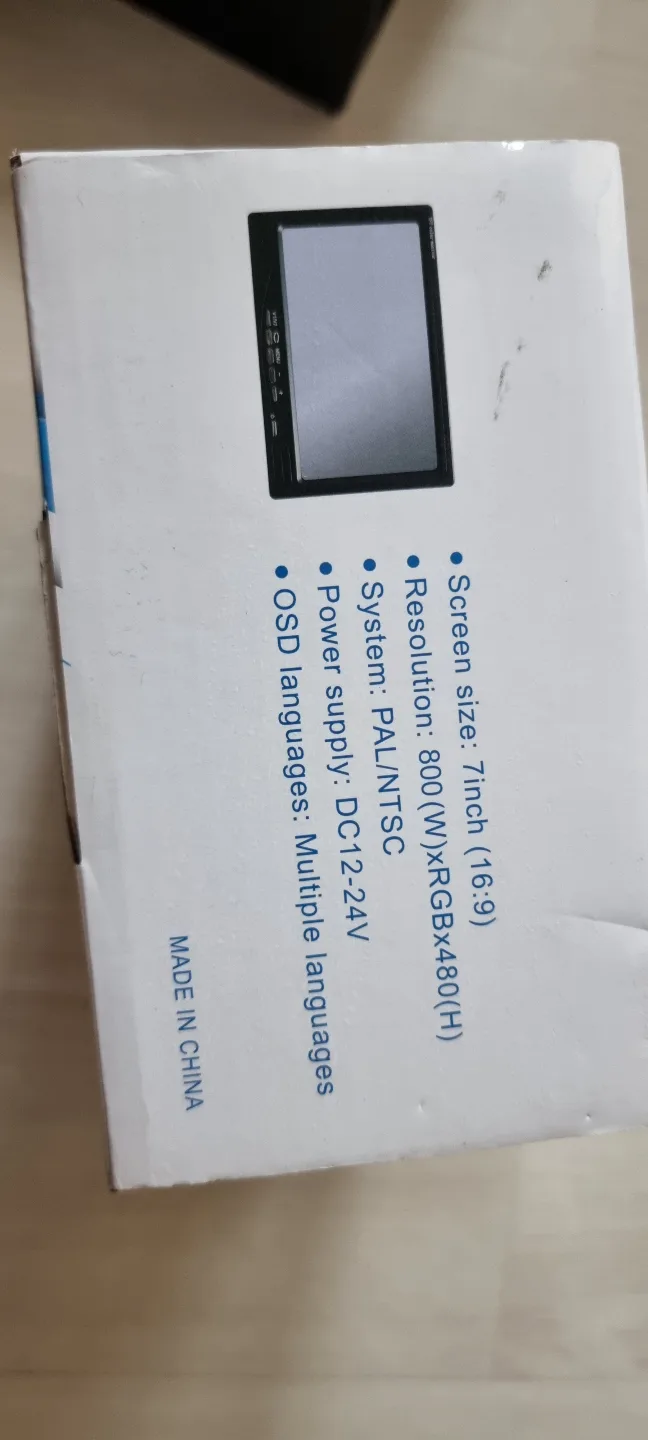 • Screen size: 7inch (16:9)
• Resolution: 800(W)xRGBx480(H)
• System: PAL/NTSC
• Power supply: DC12-24V
• OSD languages: Multiple languages
MADE IN CHINA
MENU